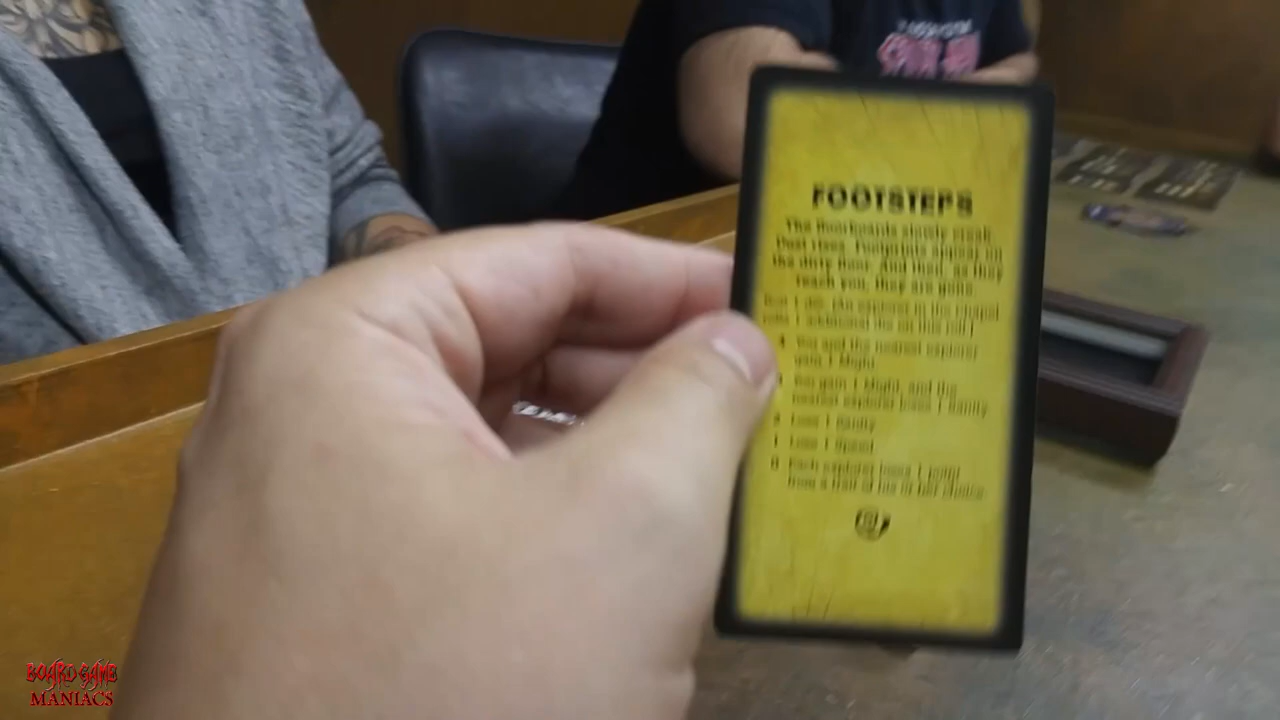 FOOTSTEPS
The floorboards slowly creak.
Dust rises. Footprints appear on
the dirty floor. And then, as they
reach you, they are gone.
Roll 1 die. (An explorer in the Chapel
rolls 1 additional die on this roll.)
4 You and the nearest explorer
gain 1 Might.
3 You gain 1 Might, and the
nearest explorer loses 1 Sanity.
2 Lose 1 Sanity.
1 Lose 1 Speed.
0 Each explorer loses 1 point
from a trait of his or her choice.
BOARD GAME
MANIACS